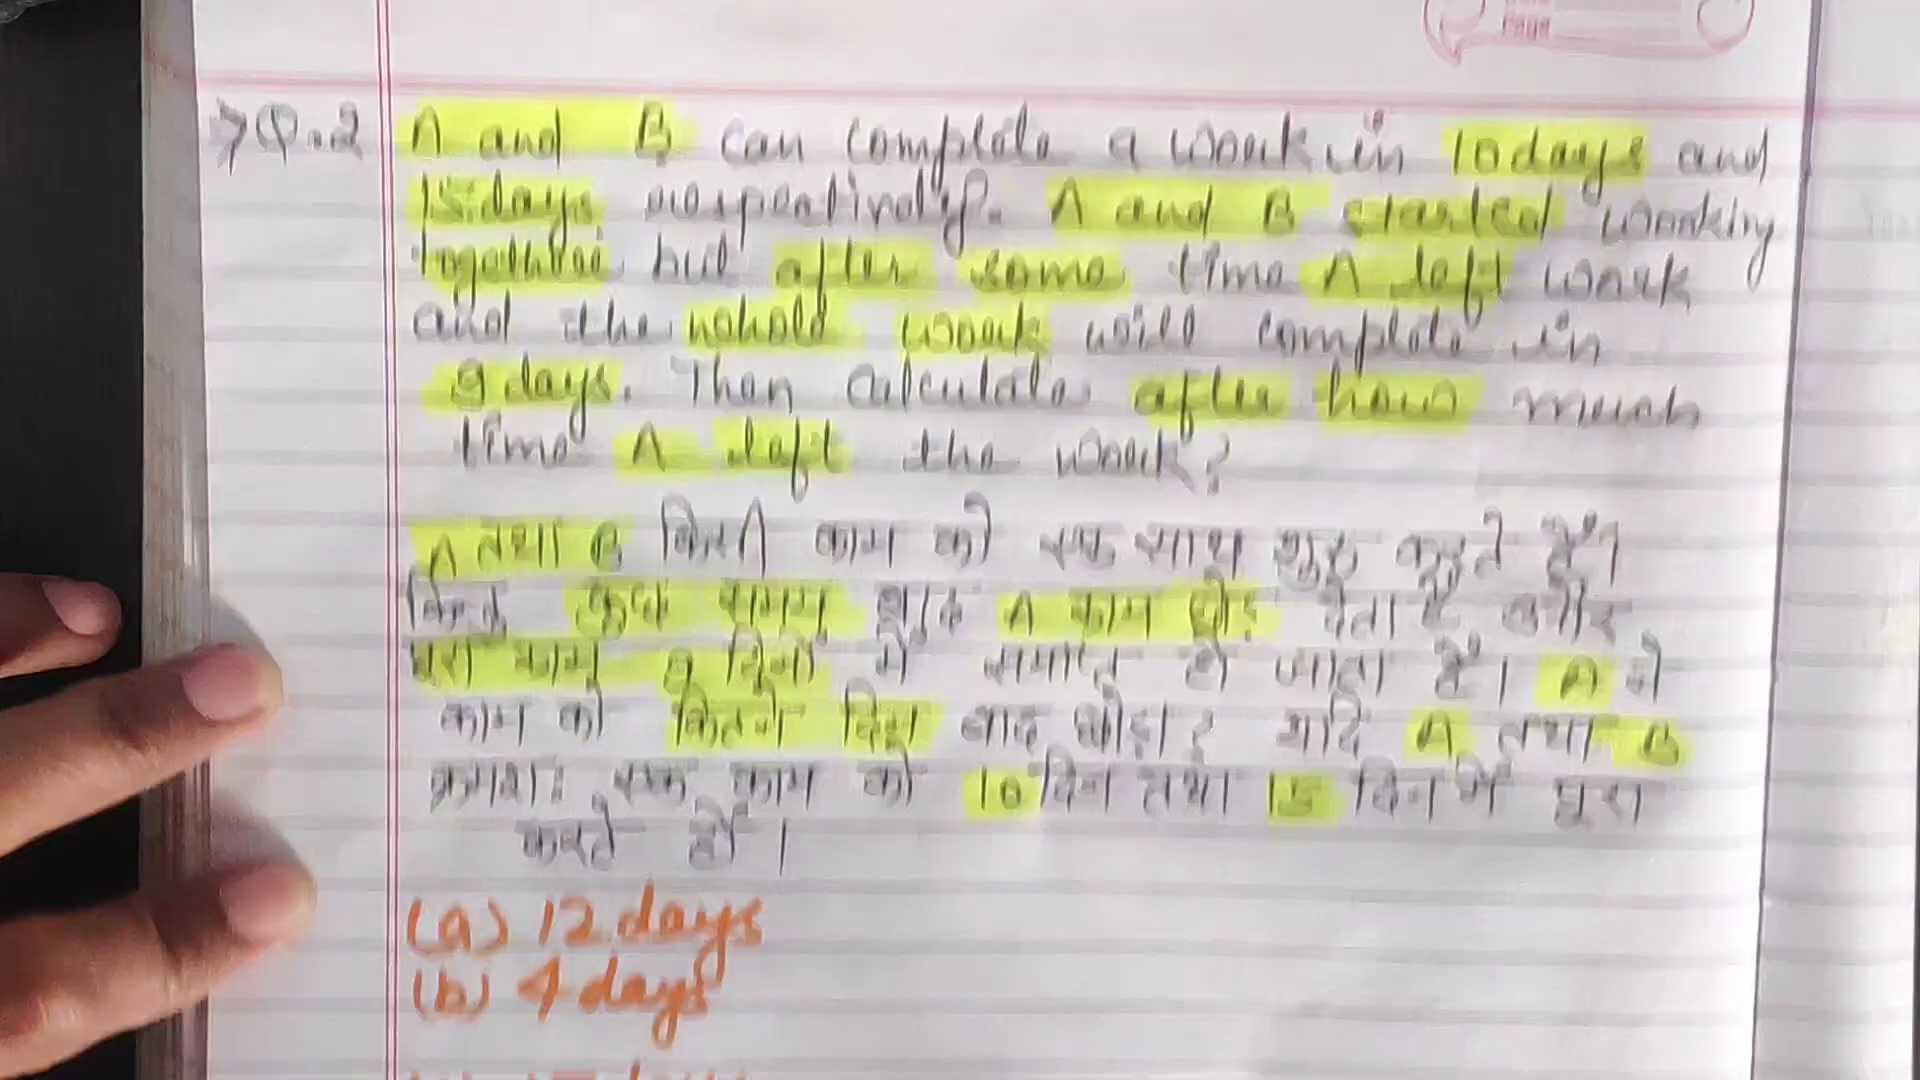 Page
Q.2 A and B can complete a work in 10 days and
15 days respectively. A and B started working
together but after some time A left work
and the whole work will complete in
9 days. Then calculate after how much
time A left the work?
A तथा B किसी काम को एक साथ शुरू करते हैं।
किन्तु कुछ समय बाद A काम छोड़ देता है और
पूरा काम 9 दिनों में समाप्त हो जाता है। A ने
काम को कितने दिन बाद छोड़ा? यदि A तथा B
क्रमशः एक काम को 10 दिन तथा 15 दिन में पूरा
करते हों।
(a) 12 days
(b) 4 days